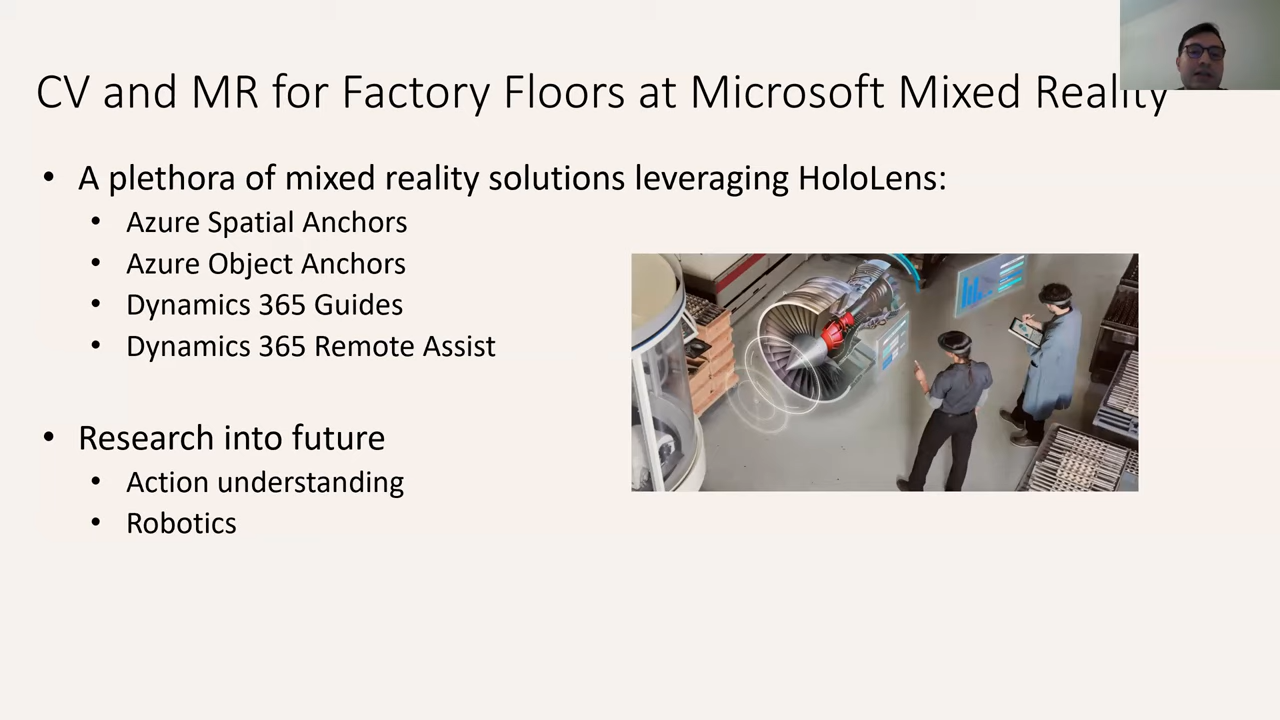 CV and MR for Factory Floors at Microsoft Mixed Reality
• A plethora of mixed reality solutions leveraging HoloLens:
• Azure Spatial Anchors
• Azure Object Anchors
• Dynamics 365 Guides
• Dynamics 365 Remote Assist
• Research into future
• Action understanding
• Robotics